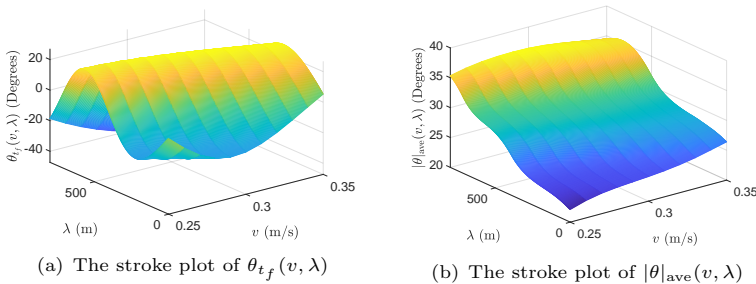 θ_{t_f}(v, λ) (Degrees)
20
0
-20
-40
500
0
0.25
0.3
0.35
λ (m)
v (m/s)
(a) The stroke plot of θ_{t_f}(v, λ)
|θ|_{ave}(v, λ) (Degrees)
40
35
30
25
20
500
0
0.25
0.3
0.35
λ (m)
v (m/s)
(b) The stroke plot of |θ|_{ave}(v, λ)